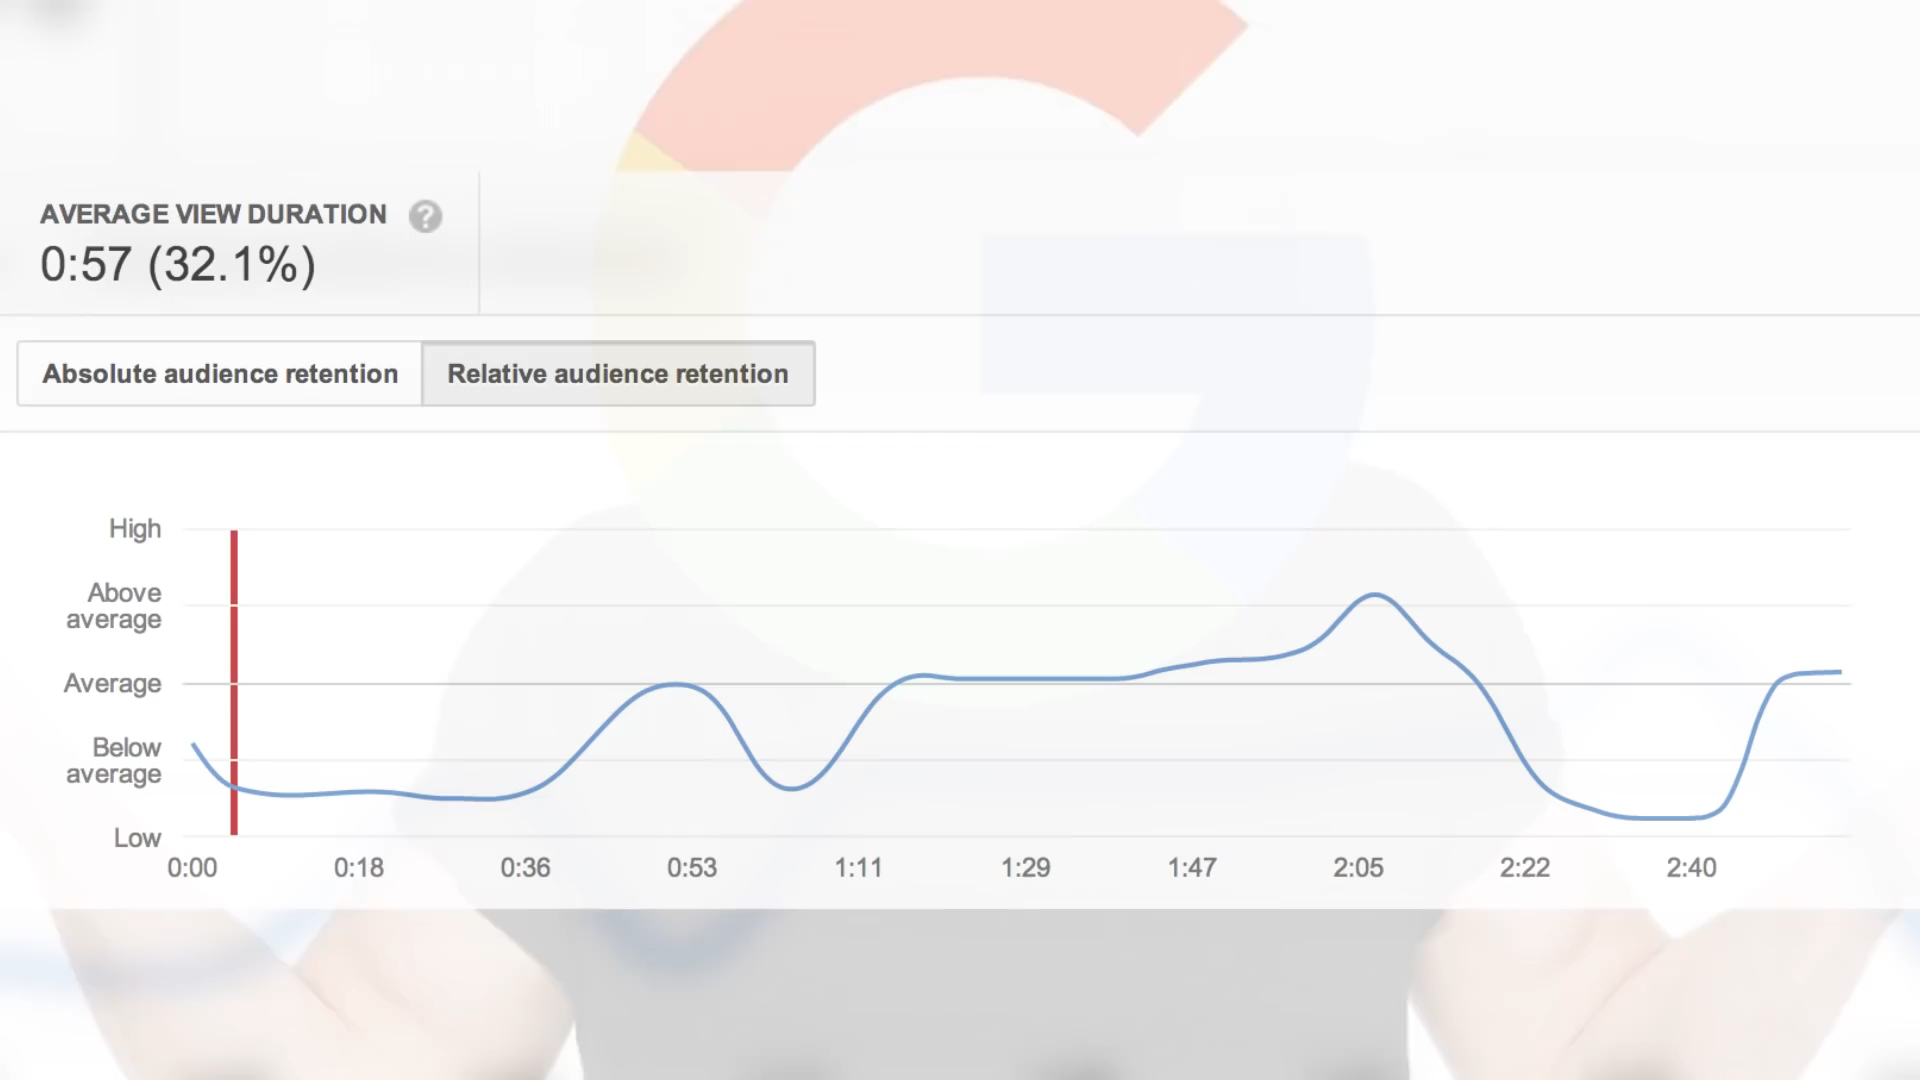 AVERAGE VIEW DURATION ?
0:57 (32.1%)
Absolute audience retention Relative audience retention
High
Above
average
Average
Below
average
Low
0:00 0:18 0:36 0:53 1:11 1:29 1:47 2:05 2:22 2:40